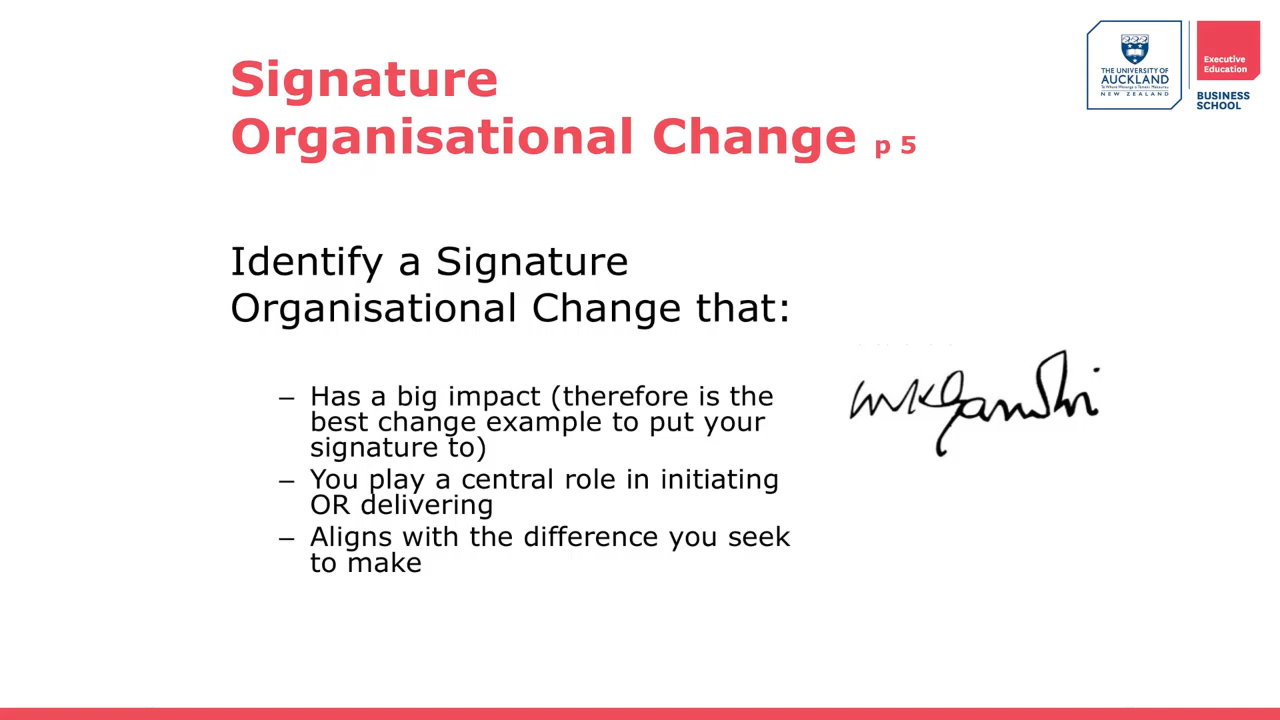 Signature
Organisational Change p 5
THE UNIVERSITY OF
AUCKLAND
Te Whare Wānanga o Tāmaki Makaurau
NEW ZEALAND
Executive
Education
BUSINESS
SCHOOL
Identify a Signature
Organisational Change that:
– Has a big impact (therefore is the
best change example to put your
signature to)
– You play a central role in initiating
OR delivering
– Aligns with the difference you seek
to make
MKGandhi